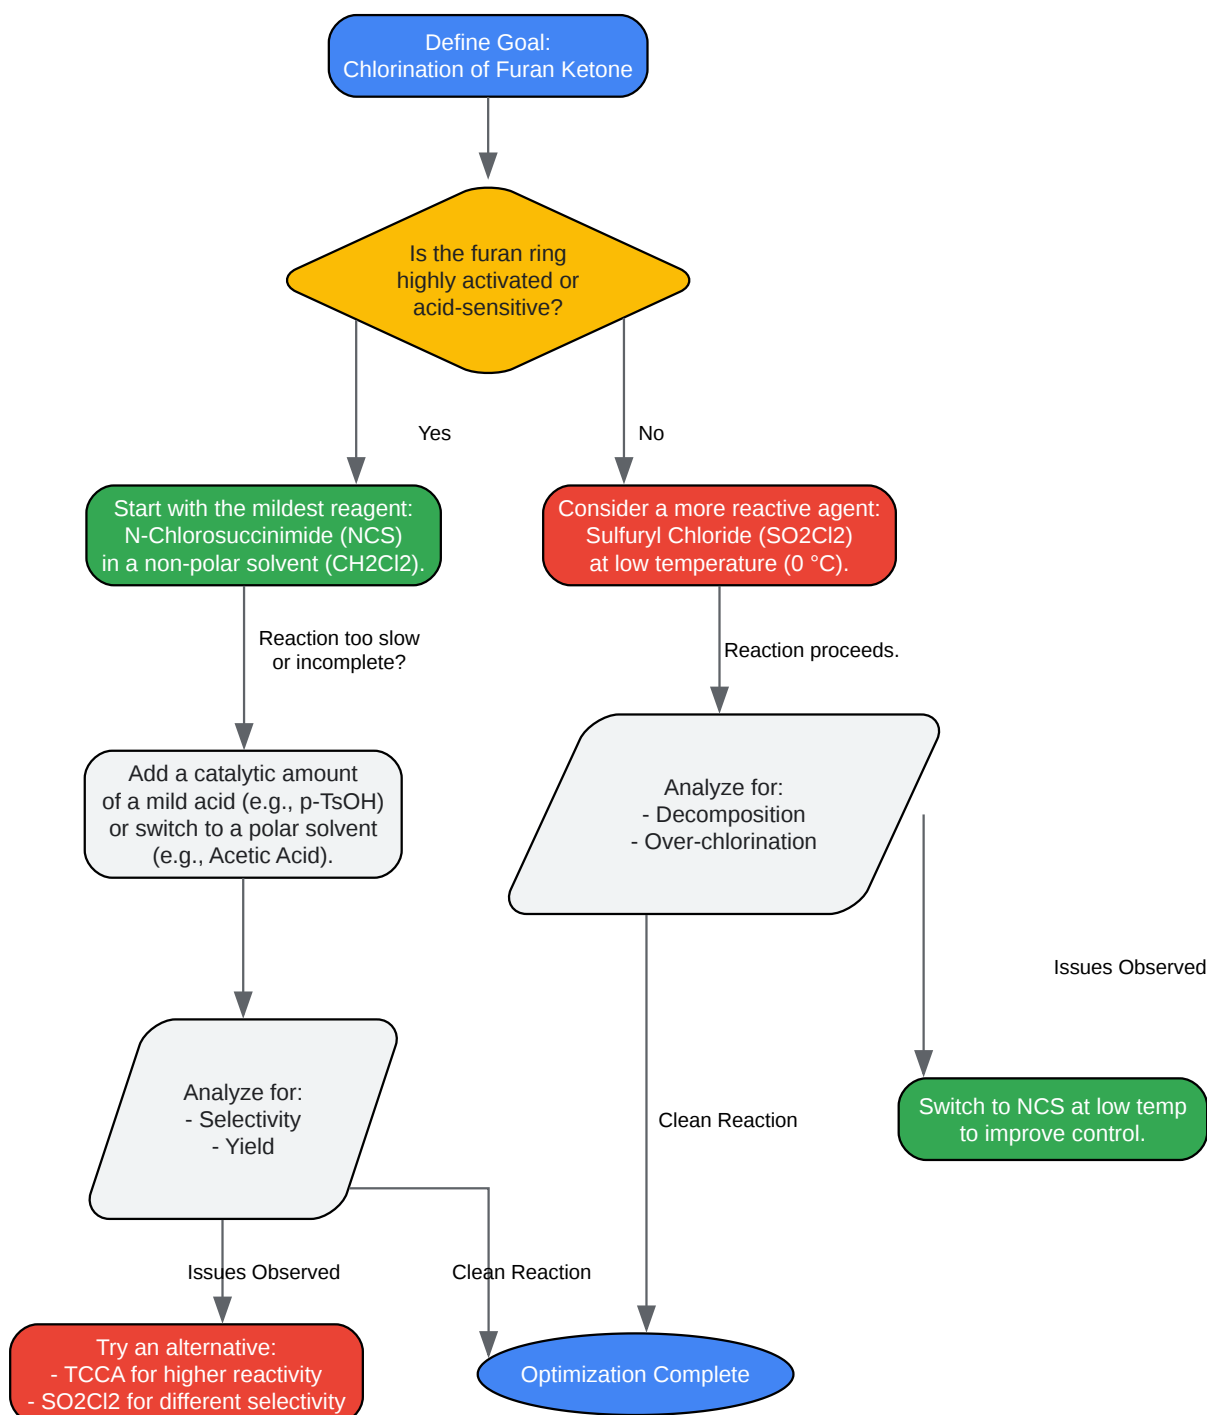 Define Goal:
Chlorination of Furan Ketone
Is the furan ring
highly activated or
acid-sensitive?
Yes
No
Start with the mildest reagent:
N-Chlorosuccinimide (NCS)
in a non-polar solvent (CH2Cl2).
Consider a more reactive agent:
Sulfuryl Chloride (SO2Cl2)
at low temperature (0 °C).
Reaction too slow
or incomplete?
Reaction proceeds.
Add a catalytic amount
of a mild acid (e.g., p-TsOH)
or switch to a polar solvent
(e.g., Acetic Acid).
Analyze for:
- Decomposition
- Over-chlorination
Issues Observed
Analyze for:
- Selectivity
- Yield
Clean Reaction
Switch to NCS at low temp
to improve control.
Issues Observed
Clean Reaction
Try an alternative:
- TCCA for higher reactivity
- SO2Cl2 for different selectivity
Optimization Complete